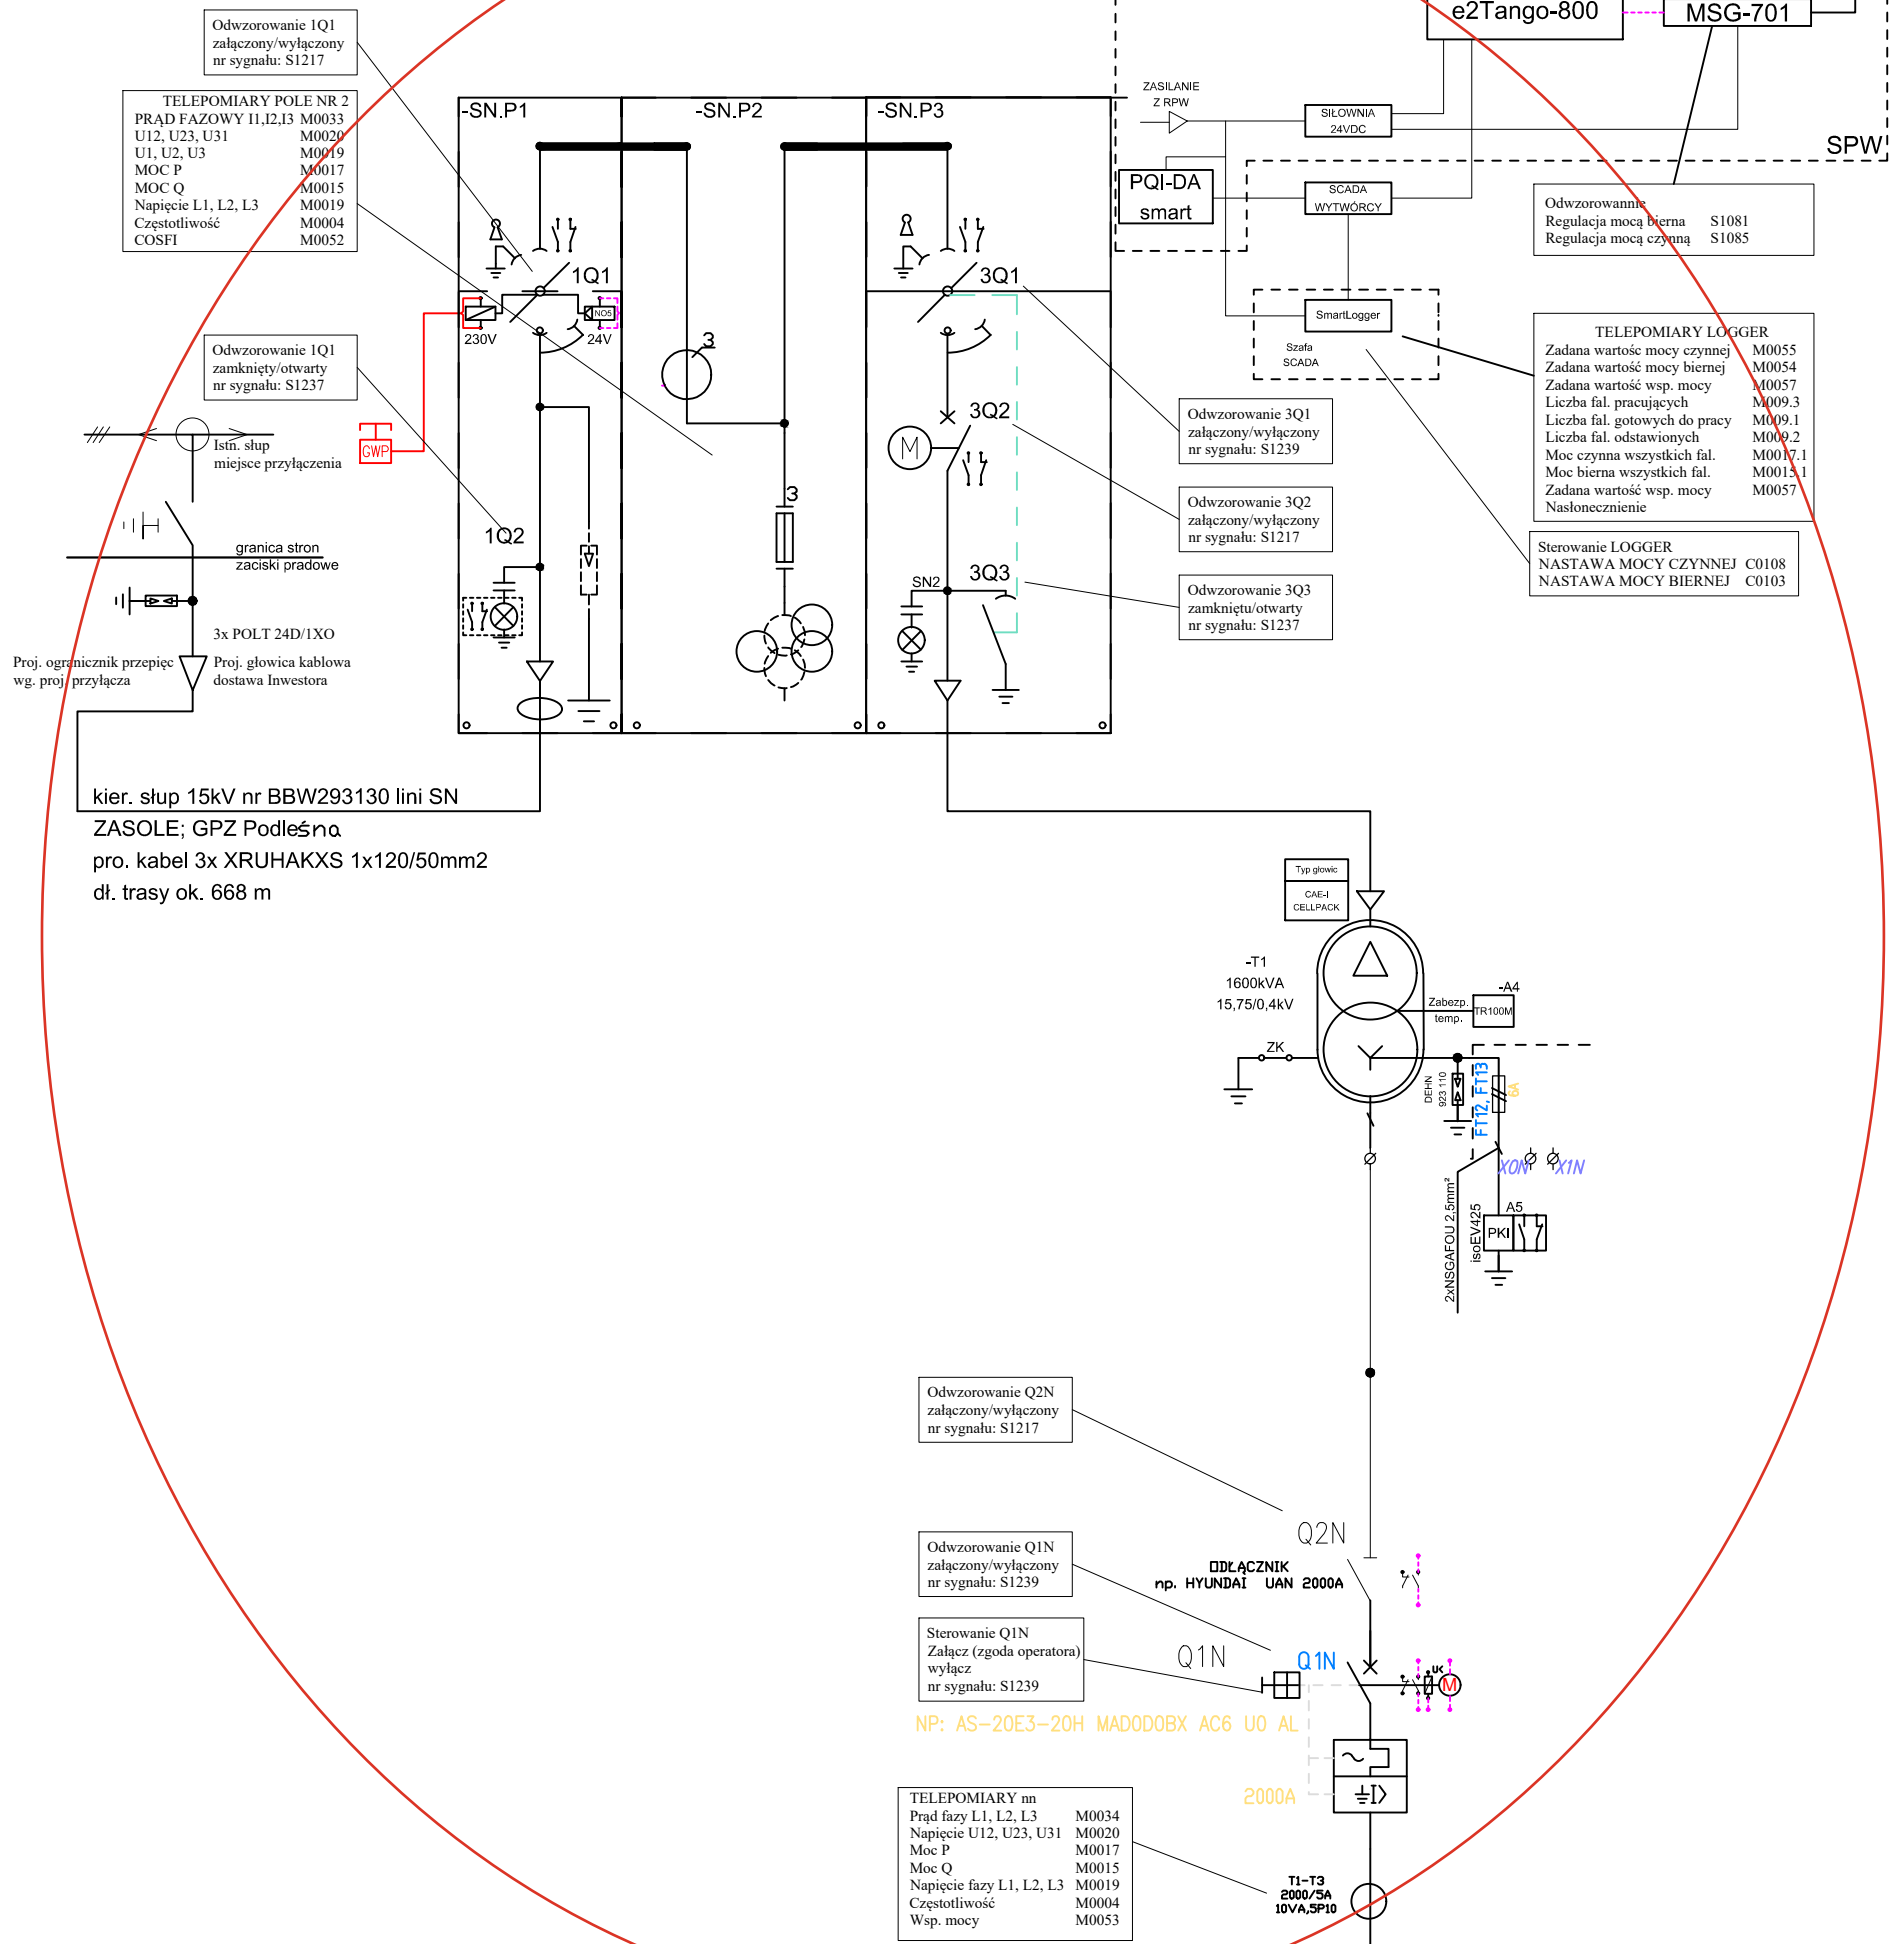 e2Tango-800
MSG-701
Odwzorowanie 1Q1
załączony/wyłączony
nr sygnału: S1217
TELEPOMIARY POLE NR 2
PRĄD FAZOWY I1,I2,I3 M0033
U12, U23, U31 M0020
U1, U2, U3 M0019
MOC P M0017
MOC Q M0015
Napięcie L1, L2, L3 M0019
Częstotliwość M0004
COSFI M0052
-SN.P1
-SN.P2
-SN.P3
ZASILANIE
Z RPW
SIŁOWNIA
24VDC
SPW
PQI-DA
smart
SCADA
WYTWÓRCY
Odwzorowannie
Regulacja mocą bierna S1081
Regulacja mocą czynną S1085
1Q1
3Q1
NO5
230V
24V
SmartLogger
Szafa
SCADA
TELEPOMIARY LOGGER
Zadana wartośc mocy czynnej M0055
Zadana wartość mocy biernej M0054
Zadana wartość wsp. mocy M0057
Liczba fal. pracujących M009.3
Liczba fal. gotowych do pracy M009.1
Liczba fal. odstawionych M009.2
Moc czynna wszystkich fal. M0017.1
Moc bierna wszystkich fal. M0015.1
Zadana wartość wsp. mocy M0057
Nasłonecznienie
Odwzorowanie 1Q1
zamknięty/otwarty
nr sygnału: S1237
3
3Q2
M
Odwzorowanie 3Q1
załączony/wyłączony
nr sygnału: S1239
GWP
Istn. słup
miejsce przyłączenia
3
Odwzorowanie 3Q2
załączony/wyłączony
nr sygnału: S1217
1Q2
granica stron
zaciski pradowe
Sterowanie LOGGER
NASTAWA MOCY CZYNNEJ C0108
NASTAWA MOCY BIERNEJ C0103
SN2
3Q3
Odwzorowanie 3Q3
zamkniętu/otwarty
nr sygnału: S1237
3x POLT 24D/1XO
Proj. ogranicznik przepięc
wg. proj. przyłącza
Proj. głowica kablowa
dostawa Inwestora
kier. słup 15kV nr BBW293130 lini SN
ZASOLE; GPZ Podleśna
pro. kabel 3x XRUHAKXS 1x120/50mm2
dł. trasy ok. 668 m
Typ głowic
CAE-I
CELLPACK
-T1
1600kVA
15,75/0,4kV
Zabezp.
temp.
-A4
TR100M
ZK
DEHN
923 110
FT12, FT13
X0N
X1N
2xNSGAFOU 2,5mm²
isoEV425
A5
PKI
Odwzorowanie Q2N
załączony/wyłączony
nr sygnału: S1217
Q2N
ODŁĄCZNIK
np. HYUNDAI UAN 2000A
Odwzorowanie Q1N
załączony/wyłączony
nr sygnału: S1239
Sterowanie Q1N
Załącz (zgoda operatora)
wyłącz
nr sygnału: S1239
Q1N
Q1N
U<
M
NP: AS-20E3-20H MAD0D0BX AC6 U0 AL
2000A
I>
TELEPOMIARY nn
Prąd fazy L1, L2, L3 M0034
Napięcie U12, U23, U31 M0020
Moc P M0017
Moc Q M0015
Napięcie fazy L1, L2, L3 M0019
Częstotliwość M0004
Wsp. mocy M0053
T1-T3
2000/5A
10VA,5P10